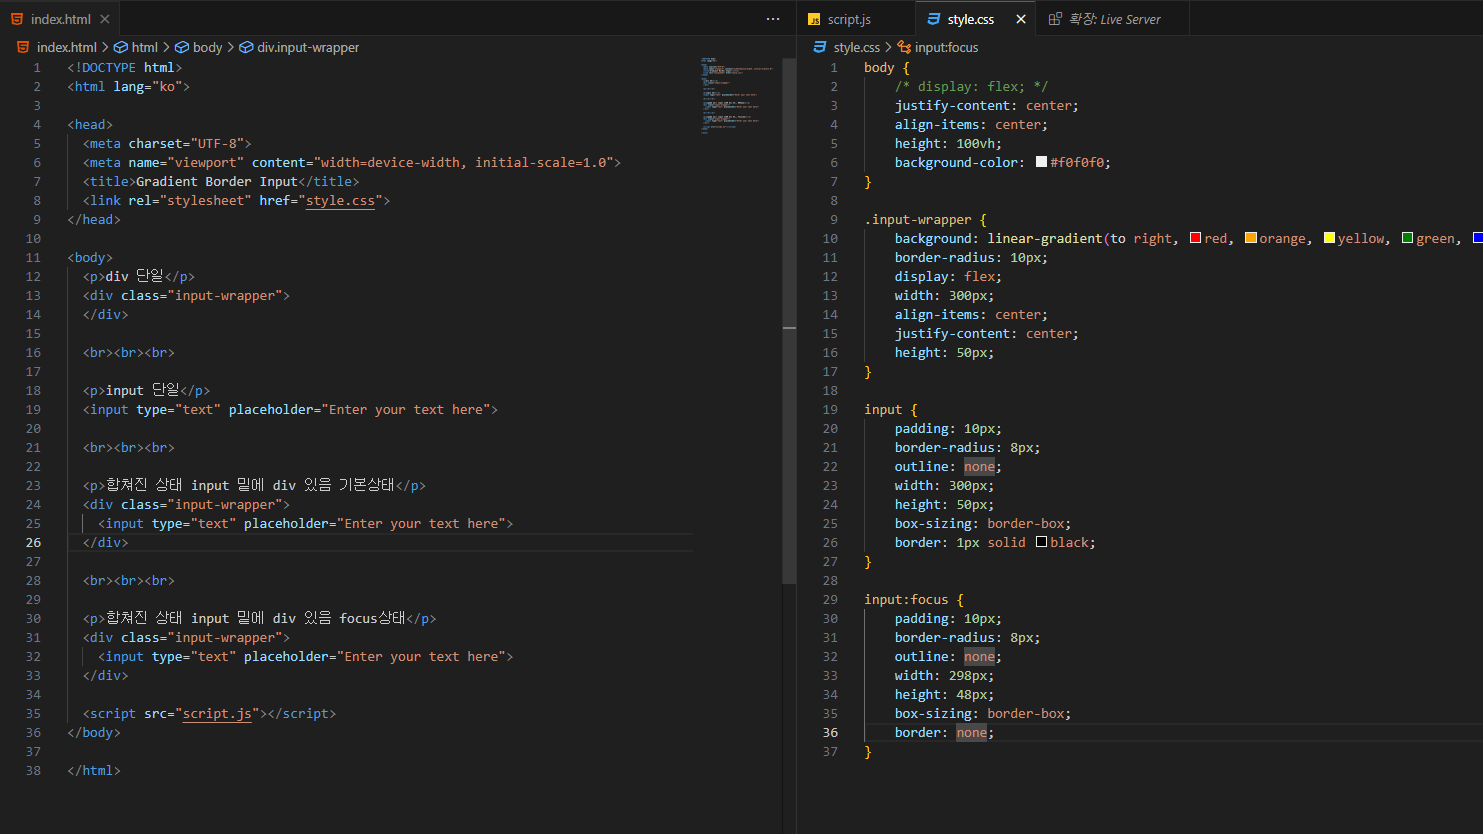 index.html
index.html > html > body > div.input-wrapper
1 <!DOCTYPE html>
2 <html lang="ko">
3
4 <head>
5 <meta charset="UTF-8">
6 <meta name="viewport" content="width=device-width, initial-scale=1.0">
7 <title>Gradient Border Input</title>
8 <link rel="stylesheet" href="style.css">
9 </head>
10
11 <body>
12 <p>div 단일</p>
13 <div class="input-wrapper">
14 </div>
15
16 <br><br><br>
17
18 <p>input 단일</p>
19 <input type="text" placeholder="Enter your text here">
20
21 <br><br><br>
22
23 <p>합쳐진 상태 input 밑에 div 있음 기본상태</p>
24 <div class="input-wrapper">
25 <input type="text" placeholder="Enter your text here">
26 </div>
27
28 <br><br><br>
29
30 <p>합쳐진 상태 input 밑에 div 있음 focus상태</p>
31 <div class="input-wrapper">
32 <input type="text" placeholder="Enter your text here">
33 </div>
34
35 <script src="script.js"></script>
36 </body>
37
38 </html>
JS script.js style.css 확장: Live Server
style.css > input:focus
1 body {
2 /* display: flex; */
3 justify-content: center;
4 align-items: center;
5 height: 100vh;
6 background-color: #f0f0f0;
7 }
8
9 .input-wrapper {
10 background: linear-gradient(to right, red, orange, yellow, green,
11 border-radius: 10px;
12 display: flex;
13 width: 300px;
14 align-items: center;
15 justify-content: center;
16 height: 50px;
17 }
18
19 input {
20 padding: 10px;
21 border-radius: 8px;
22 outline: none;
23 width: 300px;
24 height: 50px;
25 box-sizing: border-box;
26 border: 1px solid black;
27 }
28
29 input:focus {
30 padding: 10px;
31 border-radius: 8px;
32 outline: none;
33 width: 298px;
34 height: 48px;
35 box-sizing: border-box;
36 border: none;
37 }